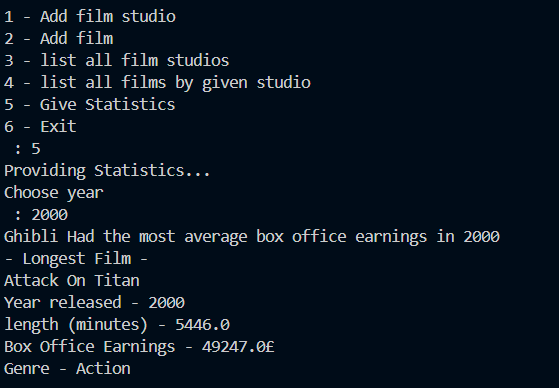 1 - Add film studio
2 - Add film
3 - list all film studios
4 - list all films by given studio
5 - Give Statistics
6 - Exit
 : 5
Providing Statistics...
Choose year
 : 2000
Ghibli Had the most average box office earnings in 2000
- Longest Film -
Attack On Titan
Year released - 2000
length (minutes) - 5446.0
Box Office Earnings - 49247.0£
Genre - Action